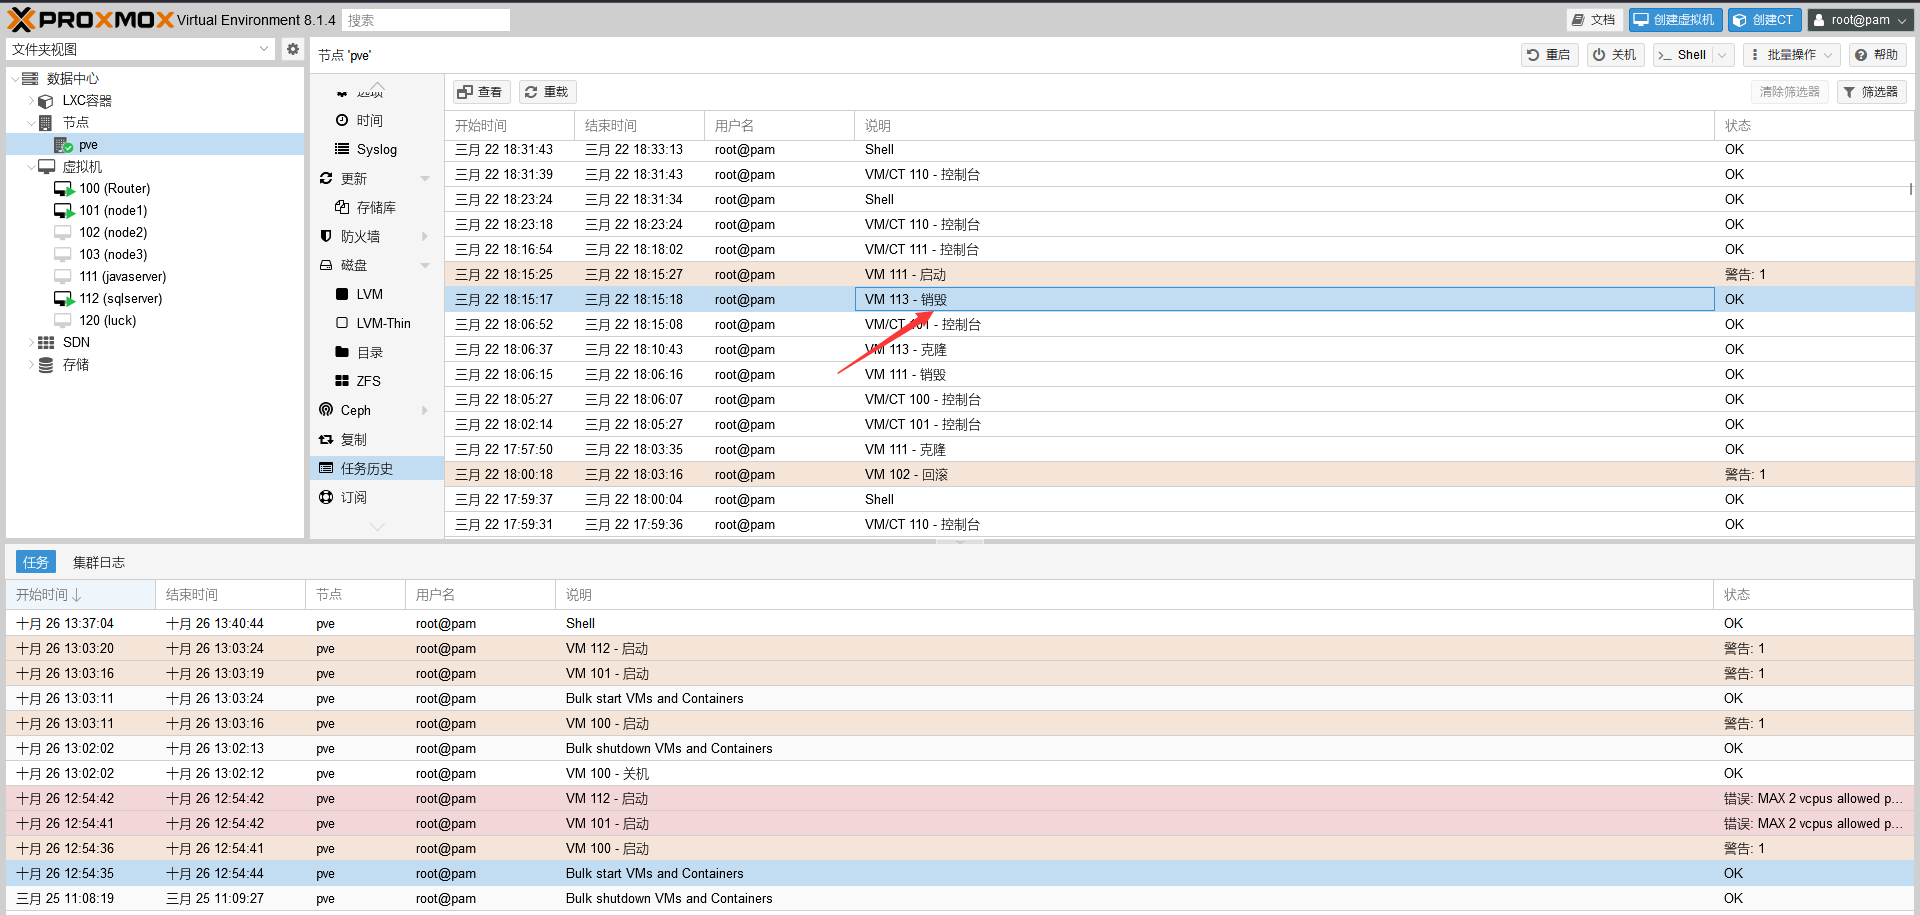 PROXMOX Virtual Environment 8.1.4 搜索 文档 创建虚拟机 创建CT root@pam
文件夹视图
数据中心
LXC容器
节点
pve
虚拟机
100 (Router)
101 (node1)
102 (node2)
103 (node3)
111 (javaserver)
112 (sqlserver)
120 (luck)
SDN
存储
节点 'pve' 重启 关机 >_ Shell 批量操作 帮助
选项
时间
Syslog
更新
存储库
防火墙
磁盘
LVM
LVM-Thin
目录
ZFS
Ceph
复制
任务历史
订阅
查看 重载 清除筛选器 筛选器
开始时间 结束时间 用户名 说明 状态
三月 22 18:31:43 三月 22 18:33:13 root@pam Shell OK
三月 22 18:31:39 三月 22 18:31:43 root@pam VM/CT 110 - 控制台 OK
三月 22 18:23:24 三月 22 18:31:34 root@pam Shell OK
三月 22 18:23:18 三月 22 18:23:24 root@pam VM/CT 110 - 控制台 OK
三月 22 18:16:54 三月 22 18:18:02 root@pam VM/CT 111 - 控制台 OK
三月 22 18:15:25 三月 22 18:15:27 root@pam VM 111 - 启动 警告: 1
三月 22 18:15:17 三月 22 18:15:18 root@pam VM 113 - 销毁 OK
三月 22 18:06:52 三月 22 18:15:08 root@pam VM/CT 101 - 控制台 OK
三月 22 18:06:37 三月 22 18:10:43 root@pam VM 113 - 克隆 OK
三月 22 18:06:15 三月 22 18:06:16 root@pam VM 111 - 销毁 OK
三月 22 18:05:27 三月 22 18:06:07 root@pam VM/CT 100 - 控制台 OK
三月 22 18:02:14 三月 22 18:05:27 root@pam VM/CT 101 - 控制台 OK
三月 22 17:57:50 三月 22 18:03:35 root@pam VM 111 - 克隆 OK
三月 22 18:00:18 三月 22 18:03:16 root@pam VM 102 - 回滚 警告: 1
三月 22 17:59:37 三月 22 18:00:04 root@pam Shell OK
三月 22 17:59:31 三月 22 17:59:36 root@pam VM/CT 110 - 控制台 OK
任务 集群日志
开始时间↓ 结束时间 节点 用户名 说明 状态
十月 26 13:37:04 十月 26 13:40:44 pve root@pam Shell OK
十月 26 13:03:20 十月 26 13:03:24 pve root@pam VM 112 - 启动 警告: 1
十月 26 13:03:16 十月 26 13:03:19 pve root@pam VM 101 - 启动 警告: 1
十月 26 13:03:11 十月 26 13:03:24 pve root@pam Bulk start VMs and Containers OK
十月 26 13:03:11 十月 26 13:03:16 pve root@pam VM 100 - 启动 警告: 1
十月 26 13:02:02 十月 26 13:02:13 pve root@pam Bulk shutdown VMs and Containers OK
十月 26 13:02:02 十月 26 13:02:12 pve root@pam VM 100 - 关机 OK
十月 26 12:54:42 十月 26 12:54:42 pve root@pam VM 112 - 启动 错误: MAX 2 vcpus allowed p...
十月 26 12:54:41 十月 26 12:54:42 pve root@pam VM 101 - 启动 错误: MAX 2 vcpus allowed p...
十月 26 12:54:36 十月 26 12:54:41 pve root@pam VM 100 - 启动 警告: 1
十月 26 12:54:35 十月 26 12:54:44 pve root@pam Bulk start VMs and Containers OK
三月 25 11:08:19 三月 25 11:09:27 pve root@pam Bulk shutdown VMs and Containers OK